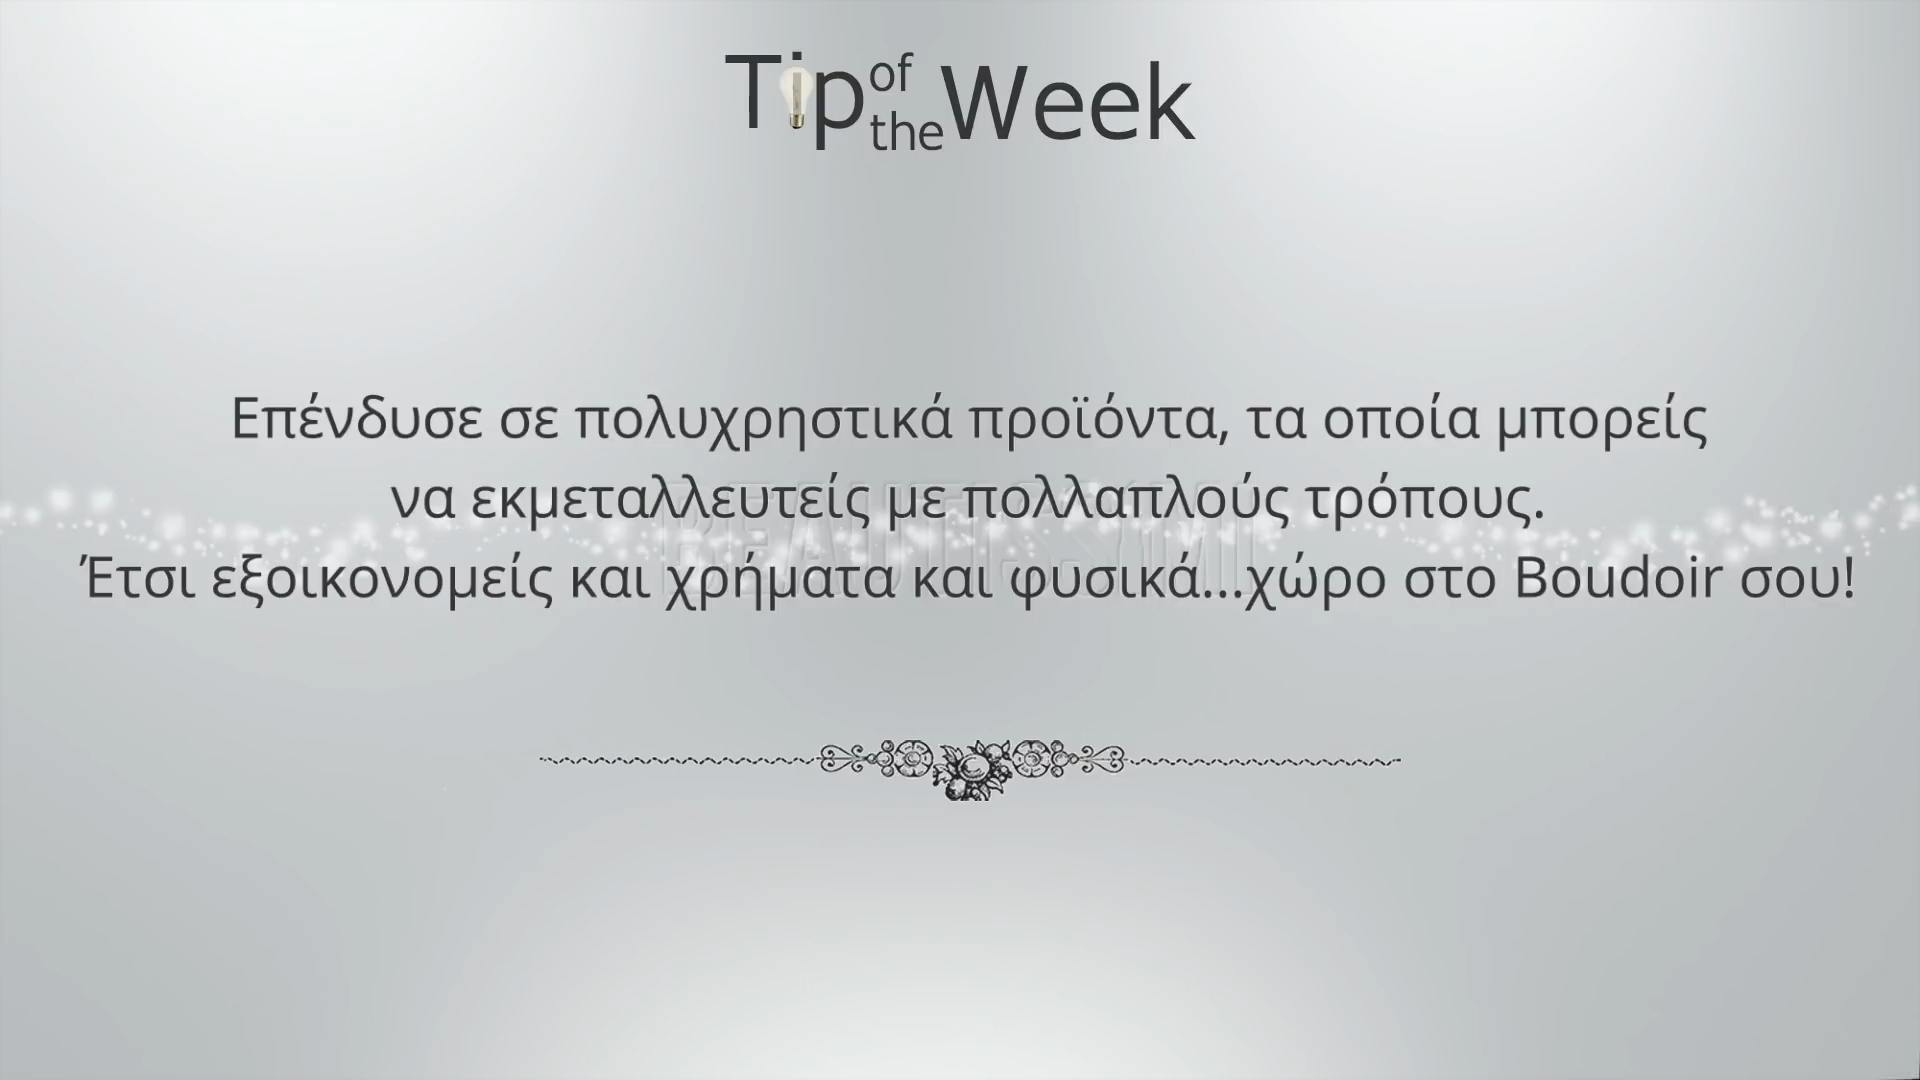 Tip of the Week
Επένδυσε σε πολυχρηστικά προϊόντα, τα οποία μπορείς
να εκμεταλλευτείς με πολλαπλούς τρόπους.
Έτσι εξοικονομείς και χρήματα και φυσικά...χώρο στο Boudoir σου!